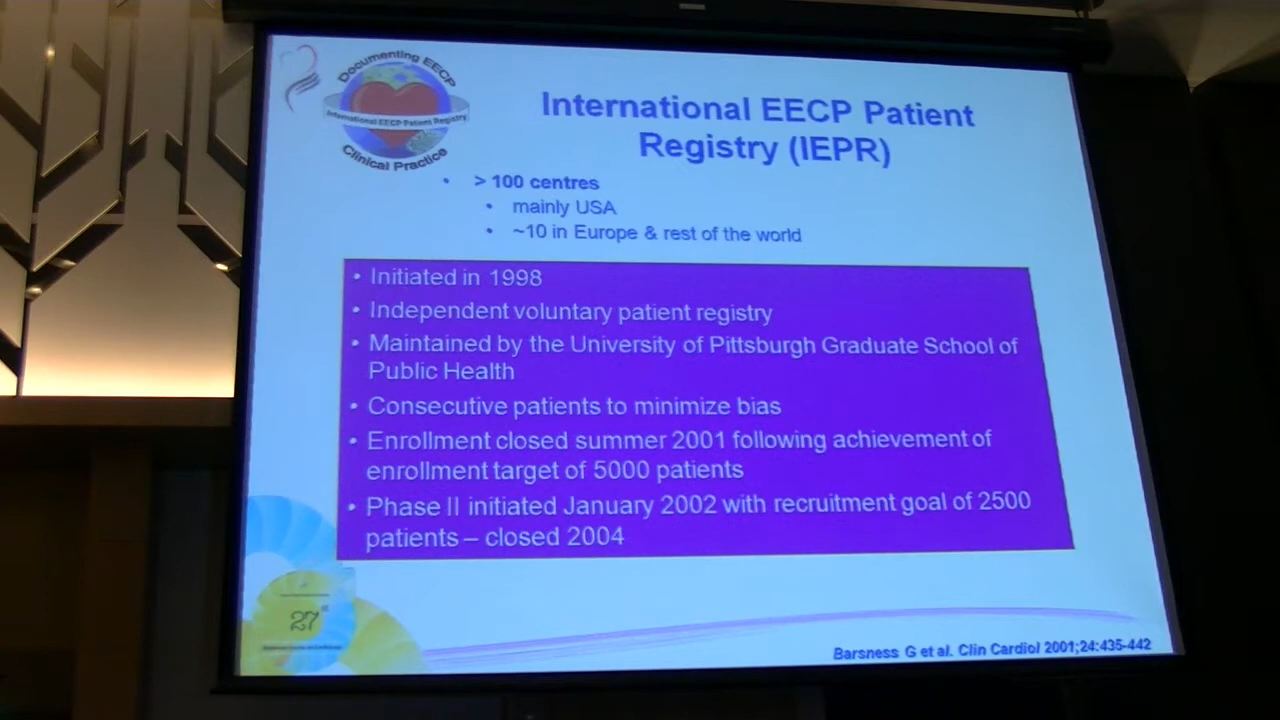 Documenting EECP
International EECP Patient Registry
Clinical Practice
International EECP Patient
Registry (IEPR)
• > 100 centres
• mainly USA
• ~10 in Europe & rest of the world
• Initiated in 1998
• Independent voluntary patient registry
• Maintained by the University of Pittsburgh Graduate School of
Public Health
• Consecutive patients to minimize bias
• Enrollment closed summer 2001 following achievement of
enrollment target of 5000 patients
• Phase II initiated January 2002 with recruitment goal of 2500
patients – closed 2004
27
Barsness G et al. Clin Cardiol 2001;24:435-442